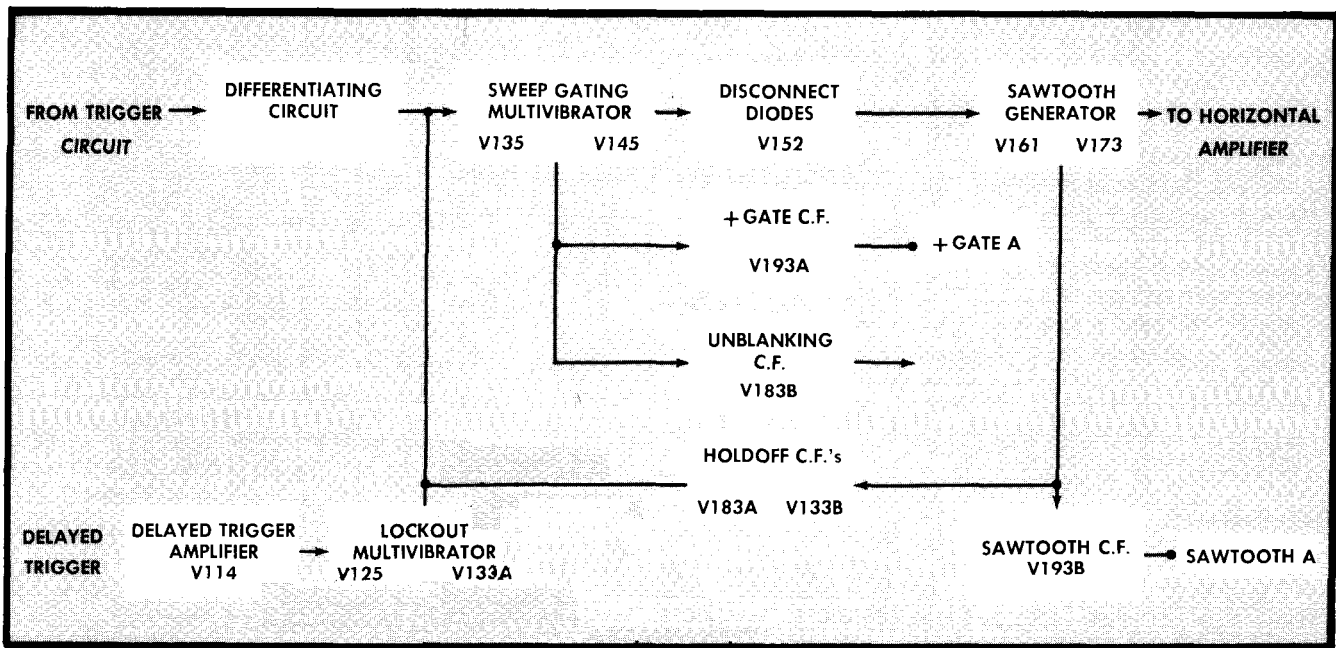 FROM TRIGGER
CIRCUIT
DIFFERENTIATING
CIRCUIT
SWEEP GATING
MULTIVIBRATOR
V135 V145
DISCONNECT
DIODES
V152
SAWTOOTH
GENERATOR
V161 V173
TO HORIZONTAL
AMPLIFIER
+ GATE C.F.
V193A
+ GATE A
UNBLANKING
C.F.
V183B
HOLDOFF C.F.'s
V183A V133B
DELAYED
TRIGGER
DELAYED TRIGGER
AMPLIFIER
V114
LOCKOUT
MULTIVIBRATOR
V125 V133A
SAWTOOTH C.F.
V193B
SAWTOOTH A